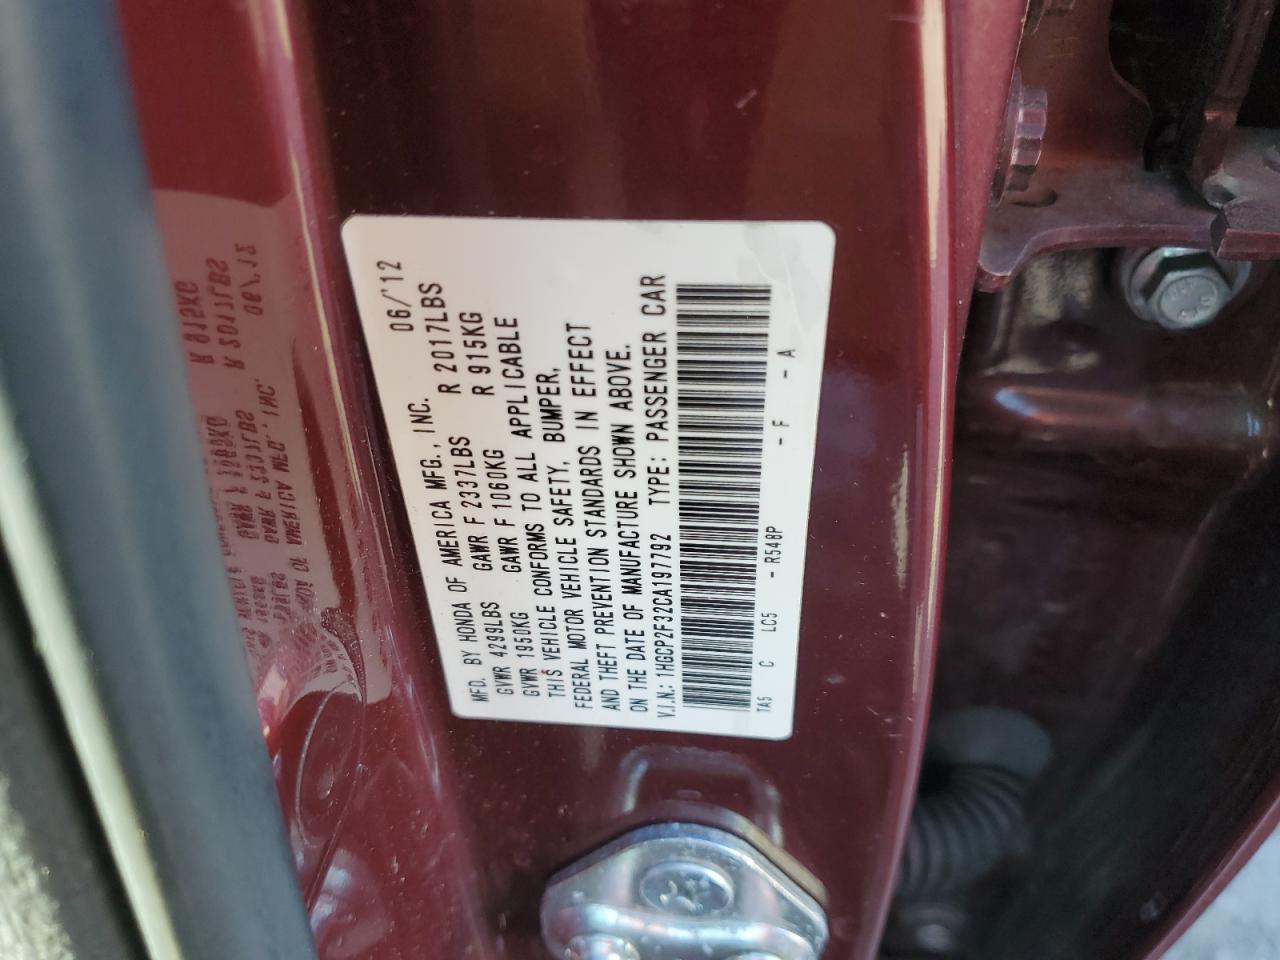 MFD. BY HONDA OF AMERICA MFG., INC. 06/'12
GVWR 4299LBS GAWR F 2337LBS R 2017LBS
GVWR 1950KG GAWR F 1060KG R 915KG
THIS VEHICLE CONFORMS TO ALL APPLICABLE
FEDERAL MOTOR VEHICLE SAFETY, BUMPER,
AND THEFT PREVENTION STANDARDS IN EFFECT
ON THE DATE OF MANUFACTURE SHOWN ABOVE.
V.I.N.: 1HGCP2F32CA197792 TYPE: PASSENGER CAR
TA5 C LC5 - R548P - F - A